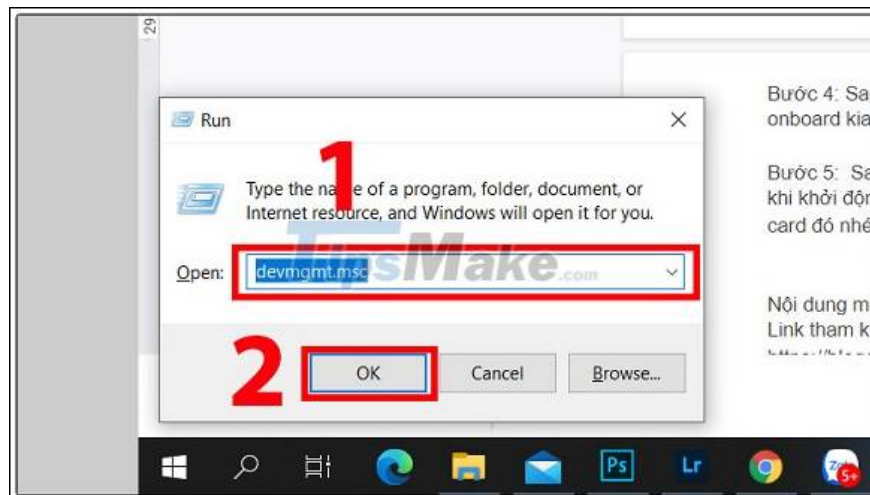 29
Run
1
Type the name of a program, folder, document, or
Internet resource, and Windows will open it for you.
TipsMake.com
Open: devmgmt.msc
2
OK Cancel Browse...
Bước 4: Sa
onboard kia
Bước 5: Sa
khi khởi độn
card đó nhé
Nội dung m
Link tham k
Ps Lr Zalo 5+